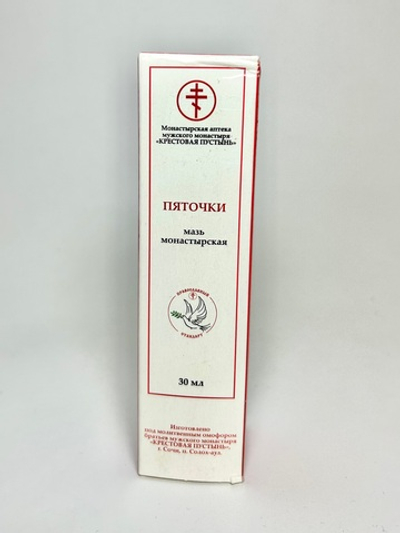 Монастырская аптека
мужского монастыря
«КРЕСТОВАЯ ПУСТЫНЬ»
ПЯТОЧКИ
мазь
монастырская
ПРАВОСЛАВНЫЙ
СТАНДАРТ
30 мл
Изготовлено
под молитвенным омофором
братьев мужского монастыря
«КРЕСТОВАЯ ПУСТЫНЬ»,
г. Сочи, п. Солох-аул.